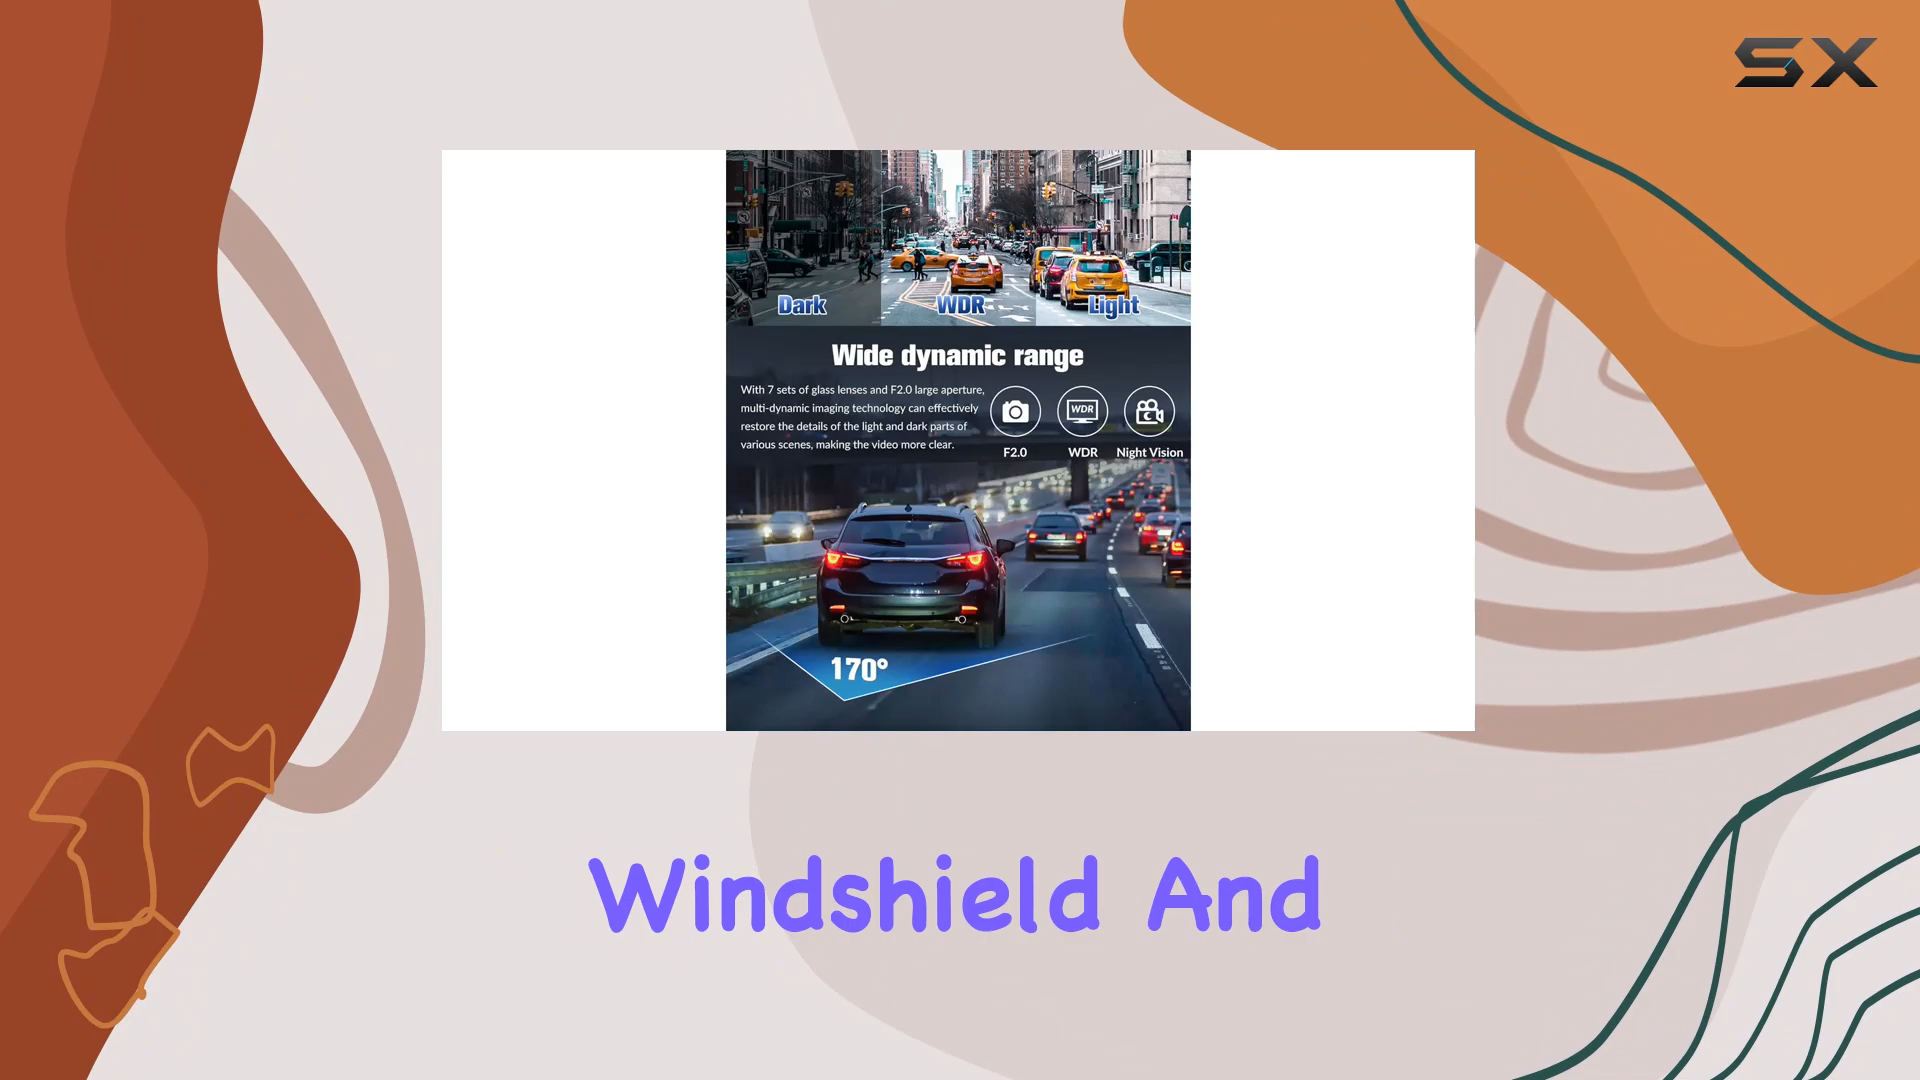 SX
Dark
WDR
Light
Wide dynamic range
With 7 sets of glass lenses and F2.0 large aperture,
multi-dynamic imaging technology can effectively
restore the details of the light and dark parts of
various scenes, making the video more clear.
WDR
F2.0
WDR
Night Vision
170°
Windshield And